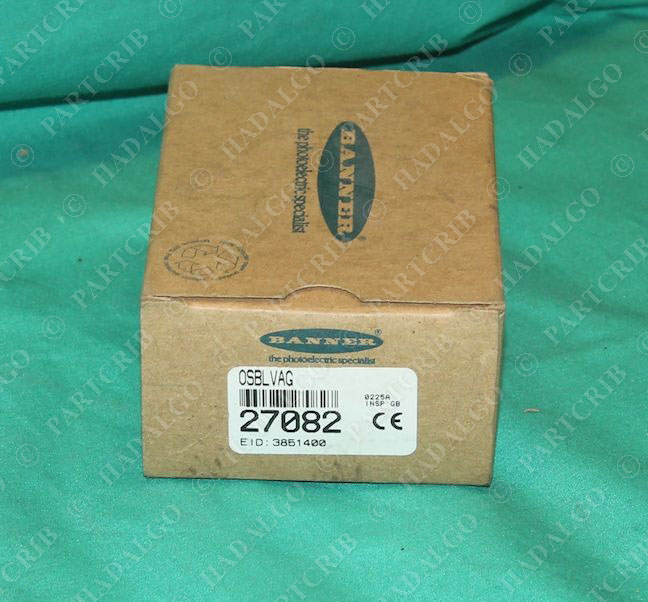 BANNER®
the photoelectric specialist
BANNER®
the photoelectric specialist
OSBLVAG
0225A
INSP:GB
27082 CE
EID: 3851400
© PARTCRIB
© HADALGO